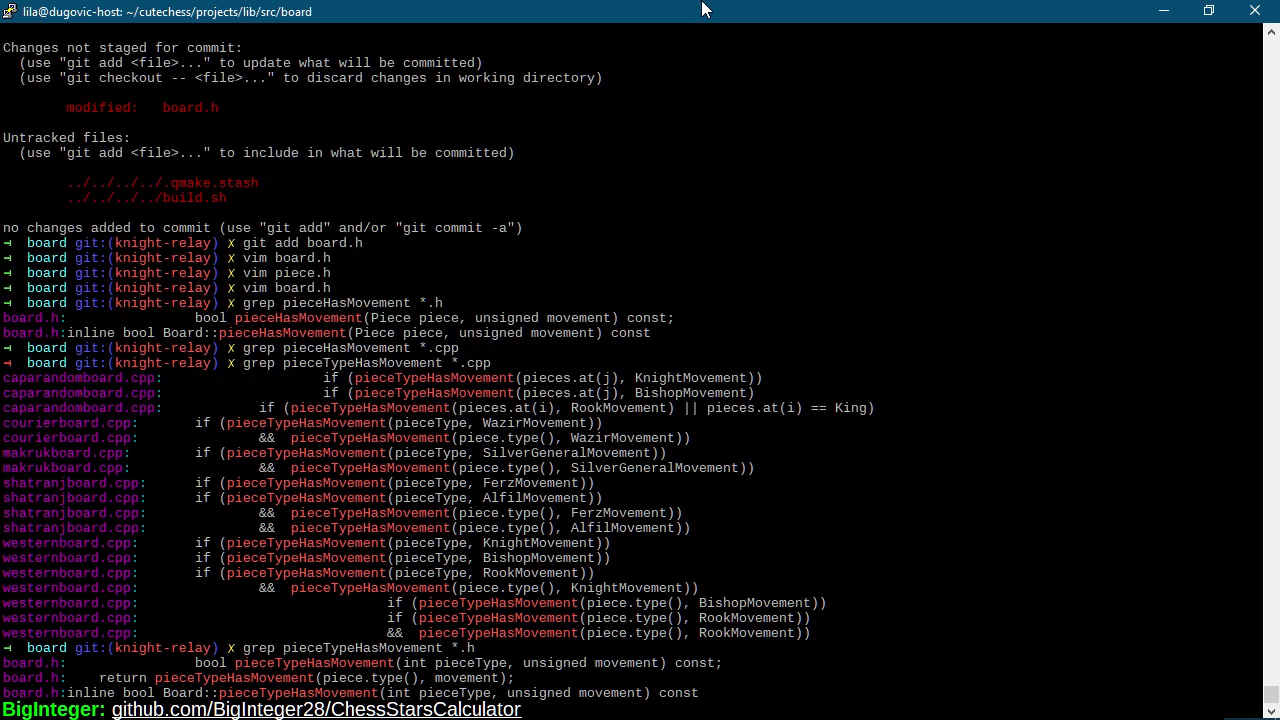 lila@dugovic-host: ~/cutechess/projects/lib/src/board
Changes not staged for commit:
  (use "git add <file>..." to update what will be committed)
  (use "git checkout -- <file>..." to discard changes in working directory)
        modified:   board.h
Untracked files:
  (use "git add <file>..." to include in what will be committed)
        ../../../../.qmake.stash
        ../../../../build.sh
no changes added to commit (use "git add" and/or "git commit -a")
board git:(knight-relay) ✗ git add board.h
board git:(knight-relay) ✗ vim board.h
board git:(knight-relay) ✗ vim piece.h
board git:(knight-relay) ✗ vim board.h
board git:(knight-relay) ✗ grep pieceHasMovement *.h
board.h:                bool pieceHasMovement(Piece piece, unsigned movement) const;
board.h:inline bool Board::pieceHasMovement(Piece piece, unsigned movement) const
board git:(knight-relay) ✗ grep pieceHasMovement *.cpp
board git:(knight-relay) ✗ grep pieceTypeHasMovement *.cpp
caparandomboard.cpp:                    if (pieceTypeHasMovement(pieces.at(j), KnightMovement))
caparandomboard.cpp:                    if (pieceTypeHasMovement(pieces.at(j), BishopMovement)
caparandomboard.cpp:            if (pieceTypeHasMovement(pieces.at(i), RookMovement) || pieces.at(i) == King)
courierboard.cpp:       if (pieceTypeHasMovement(pieceType, WazirMovement))
courierboard.cpp:               &&  pieceTypeHasMovement(piece.type(), WazirMovement))
makrukboard.cpp:        if (pieceTypeHasMovement(pieceType, SilverGeneralMovement))
makrukboard.cpp:                &&  pieceTypeHasMovement(piece.type(), SilverGeneralMovement))
shatranjboard.cpp:      if (pieceTypeHasMovement(pieceType, FerzMovement))
shatranjboard.cpp:      if (pieceTypeHasMovement(pieceType, AlfilMovement))
shatranjboard.cpp:              &&  pieceTypeHasMovement(piece.type(), FerzMovement))
shatranjboard.cpp:              &&  pieceTypeHasMovement(piece.type(), AlfilMovement))
westernboard.cpp:       if (pieceTypeHasMovement(pieceType, KnightMovement))
westernboard.cpp:       if (pieceTypeHasMovement(pieceType, BishopMovement))
westernboard.cpp:       if (pieceTypeHasMovement(pieceType, RookMovement))
westernboard.cpp:               &&  pieceTypeHasMovement(piece.type(), KnightMovement))
westernboard.cpp:                               if (pieceTypeHasMovement(piece.type(), BishopMovement))
westernboard.cpp:                               if (pieceTypeHasMovement(piece.type(), RookMovement))
westernboard.cpp:                               &&  pieceTypeHasMovement(piece.type(), RookMovement))
board git:(knight-relay) ✗ grep pieceTypeHasMovement *.h
board.h:                bool pieceTypeHasMovement(int pieceType, unsigned movement) const;
board.h:    return pieceTypeHasMovement(piece.type(), movement);
board.h:inline bool Board::pieceTypeHasMovement(int pieceType, unsigned movement) const
BigInteger: github.com/BigInteger28/ChessStarsCalculator